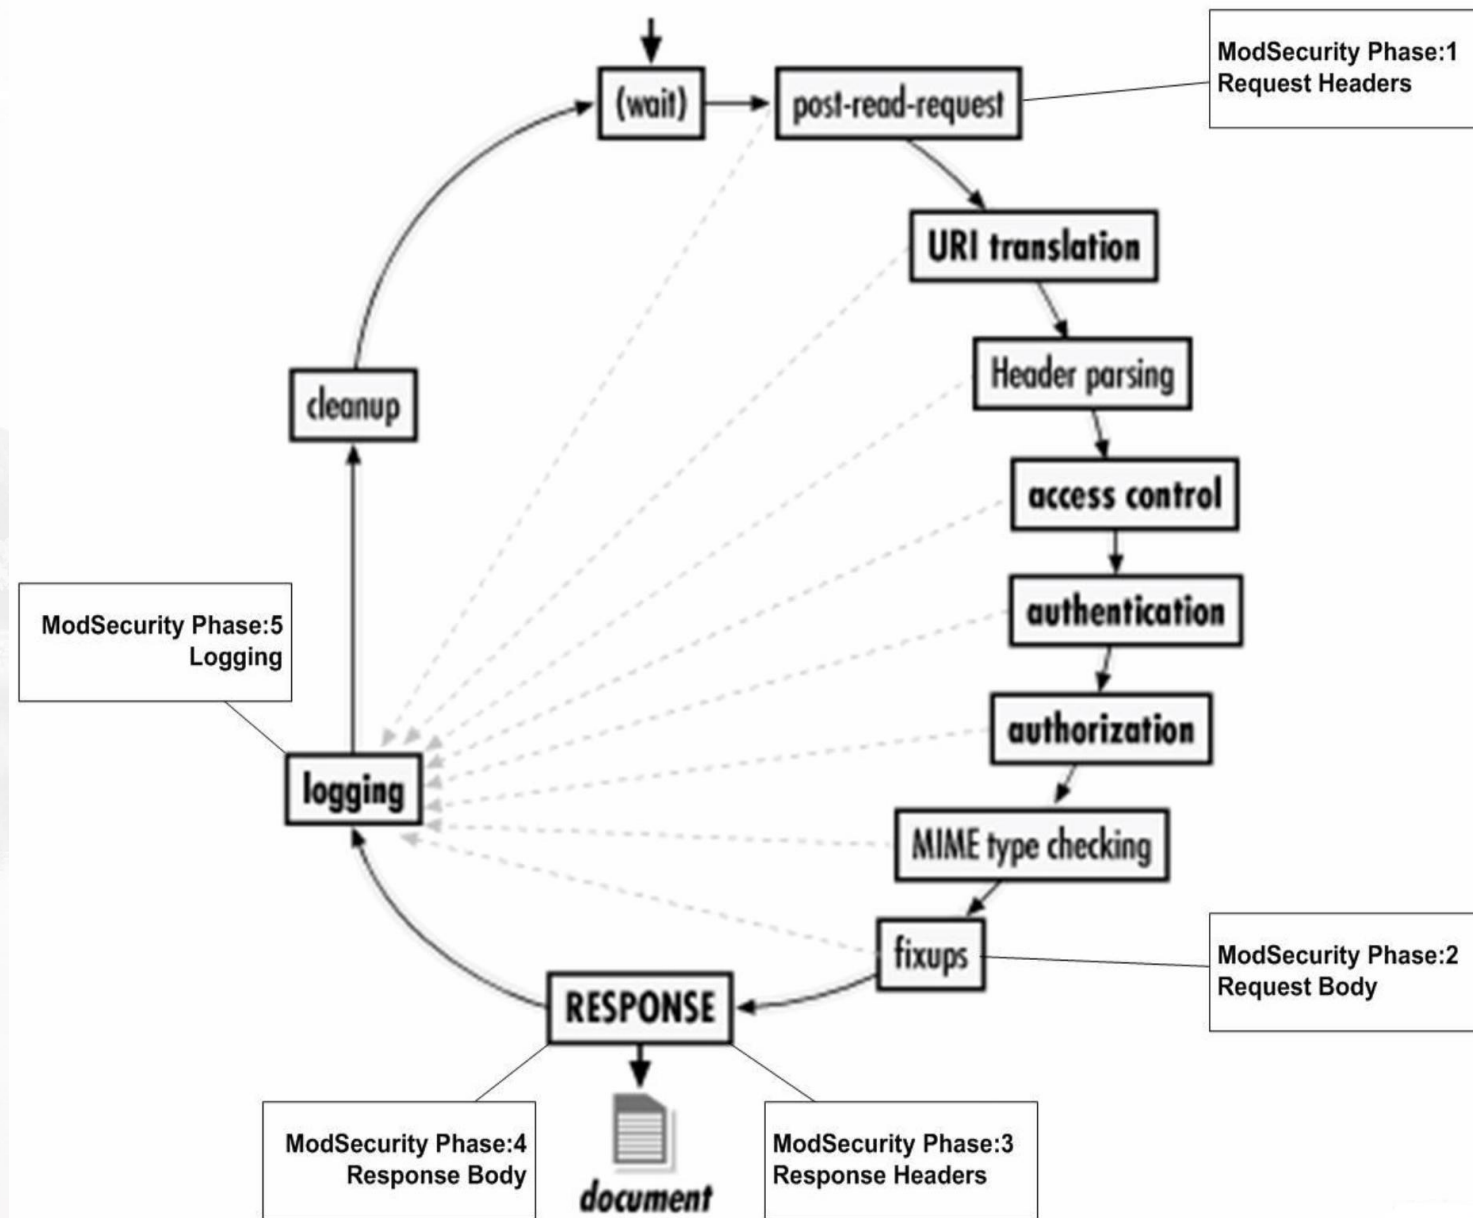 (wait)
post-read-request
ModSecurity Phase:1
Request Headers
URI translation
Header parsing
cleanup
access control
authentication
ModSecurity Phase:5
Logging
authorization
logging
MIME type checking
fixups
ModSecurity Phase:2
Request Body
RESPONSE
ModSecurity Phase:4
Response Body
ModSecurity Phase:3
Response Headers
document